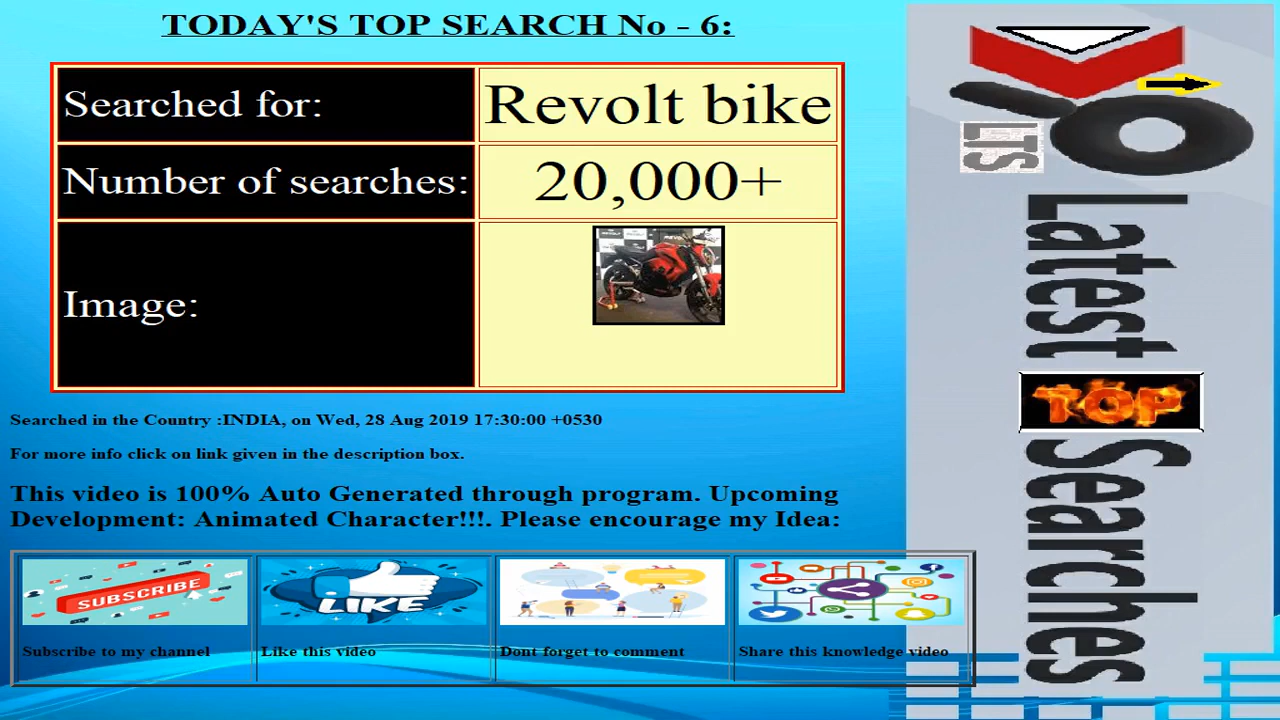 TODAY'S TOP SEARCH No - 6:
Searched for:
Revolt bike
Number of searches:
20,000+
Image:
Searched in the Country :INDIA, on Wed, 28 Aug 2019 17:30:00 +0530
For more info click on link given in the description box.
This video is 100% Auto Generated through program. Upcoming
Development: Animated Character!!!. Please encourage my Idea:
SUBSCRIBE
LIKE
Subscribe to my channel
Like this video
Dont forget to comment
Share this knowledge video
LTS
Latest
TOP
Searches